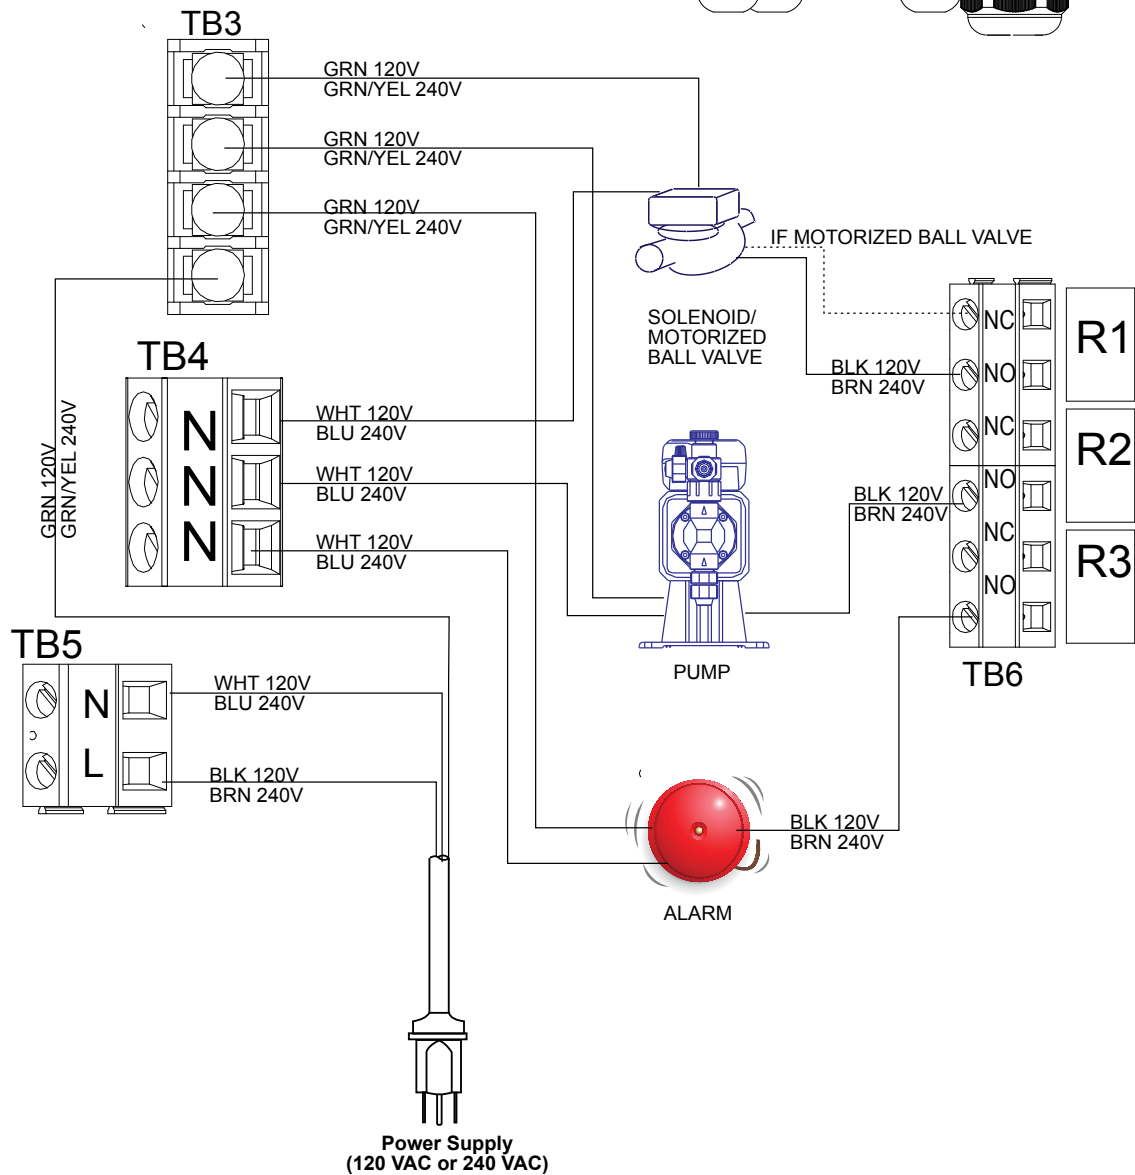 TB3
GRN 120V
GRN/YEL 240V
GRN 120V
GRN/YEL 240V
GRN 120V
GRN/YEL 240V
IF MOTORIZED BALL VALVE
SOLENOID/
MOTORIZED
BALL VALVE
NC
R1
BLK 120V
BRN 240V
NO
TB4
N
WHT 120V
BLU 240V
NC
R2
N
WHT 120V
BLU 240V
BLK 120V
BRN 240V
NO
GRN 120V
GRN/YEL 240V
N
WHT 120V
BLU 240V
NC
R3
NO
TB5
PUMP
TB6
N
WHT 120V
BLU 240V
L
BLK 120V
BRN 240V
BLK 120V
BRN 240V
ALARM
Power Supply
(120 VAC or 240 VAC)